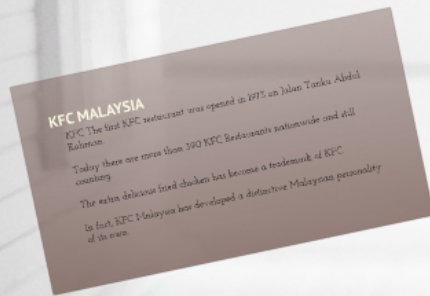 KFC MALAYSIA
KFC The first KFC restaurant was opened in 1973 on Jalan Tunku Abdul
Rahman.
Today there are more than 390 KFC Restaurants nationwide and still
counting.
The extra delicious fried chicken has become a trademark of KFC
In fact, KFC Malaysia has developed a distinctive Malaysian personality
of its own.